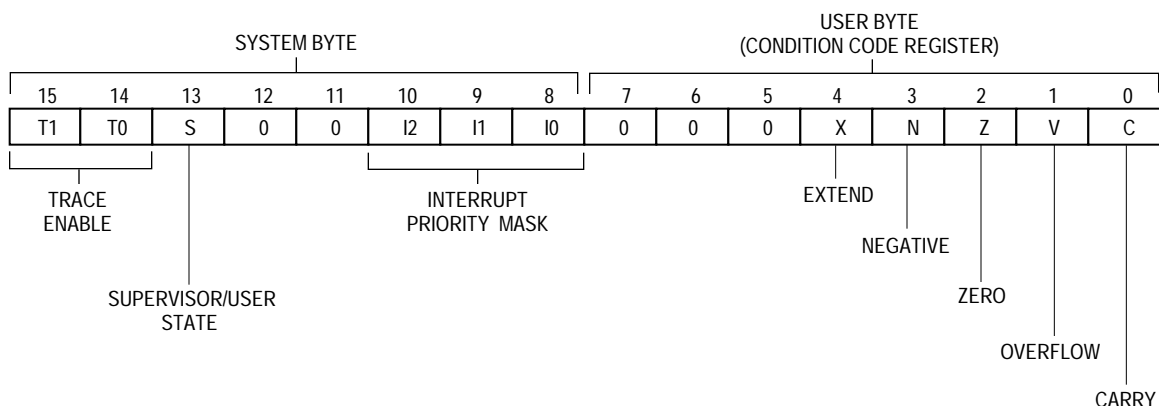 USER BYTE
SYSTEM BYTE (CONDITION CODE REGISTER)
15 14 13 12 11 10 9 8 7 6 5 4 3 2 1 0
T1 T0 S 0 0 I2 I1 I0 0 0 0 X N Z V C
TRACE INTERRUPT EXTEND
ENABLE PRIORITY MASK
NEGATIVE
SUPERVISOR/USER ZERO
STATE
OVERFLOW
CARRY